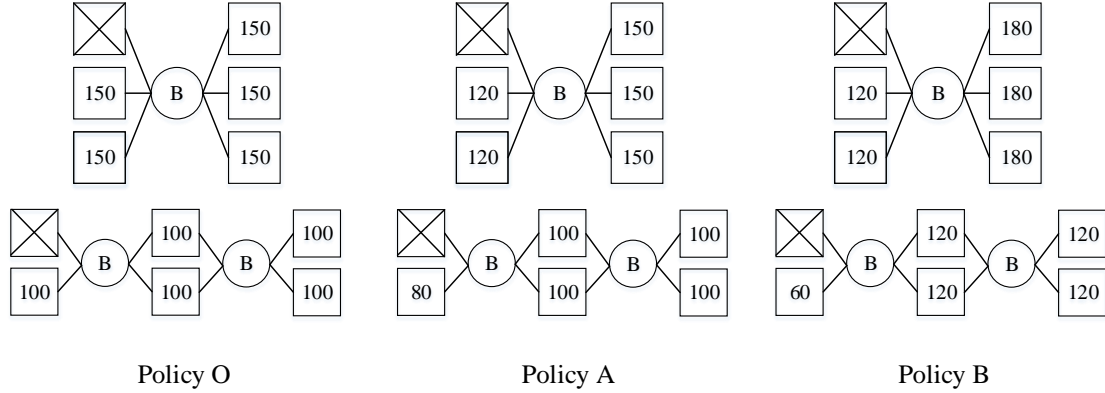 150 150 180
150 B 150 120 B 150 120 B 180
150 150 120 150 120 180
100 100 100 100 120 120
B B B B B B
100 100 100 80 100 100 60 120 120
Policy O Policy A Policy B